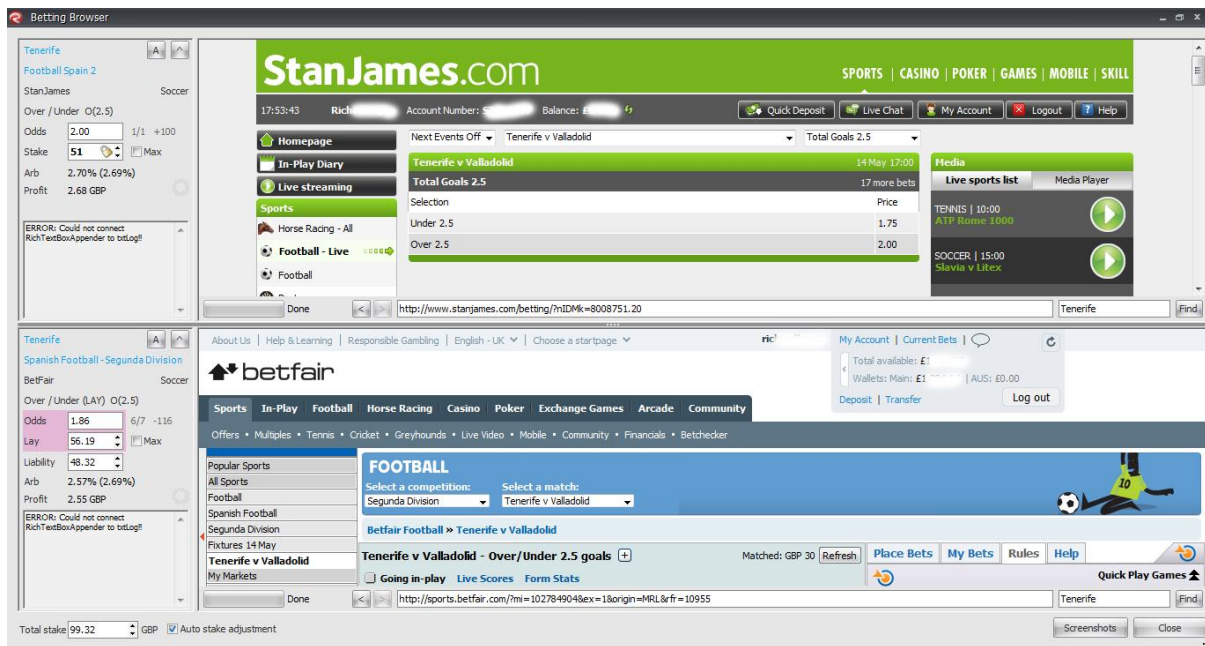 Betting Browser
Tenerife A
Football Spain 2
StanJames Soccer
Over / Under O(2.5)
Odds 2.00 1/1 +100
Stake 51 Max
Arb 2.70% (2.69%)
Profit 2.68 GBP
ERROR: Could not connect
RichTextBoxAppender to txtLog!!
StanJames.com
SPORTS | CASINO | POKER | GAMES | MOBILE | SKILL
17:53:43 Rich Account Number: Balance: Quick Deposit Live Chat My Account Logout Help
Homepage
In-Play Diary
Live streaming
Sports
Horse Racing - All
Football - Live
Football
Next Events Off Tenerife v Valladolid Total Goals 2.5
Tenerife v Valladolid 14 May 17:00
Total Goals 2.5 17 more bets
Selection Price
Under 2.5 1.75
Over 2.5 2.00
Media
Live sports list Media Player
TENNIS | 10:00
ATP Rome 1000
SOCCER | 15:00
Slavia v Litex
Done < > http://www.stanjames.com/betting/?nIDMk=8008751.20 Tenerife Find
Tenerife A
Spanish Football - Segunda Division
BetFair Soccer
Over / Under (LAY) O(2.5)
Odds 1.86 6/7 -116
Lay 56.19 Max
Liability 48.32
Arb 2.57% (2.69%)
Profit 2.55 GBP
ERROR: Could not connect
RichTextBoxAppender to txtLog!!
About Us | Help & Learning | Responsible Gambling | English - UK | Choose a startpage
My Account | Current Bets |
Total available: £1
Wallets: Main: £1 | AUS: £0.00
Deposit | Transfer Log out
betfair
Sports In-Play Football Horse Racing Casino Poker Exchange Games Arcade Community
Offers • Multiples • Tennis • Cricket • Greyhounds • Live Video • Mobile • Community • Financials • Betchecker
Popular Sports
All Sports
Football
Spanish Football
Segunda Division
Fixtures 14 May
Tenerife v Valladolid
My Markets
FOOTBALL
Select a competition: Select a match:
Segunda Division Tenerife v Valladolid
10
Betfair Football » Tenerife v Valladolid
Tenerife v Valladolid - Over/Under 2.5 goals Matched: GBP 30 Refresh
Going in-play Live Scores Form Stats
Place Bets My Bets Rules Help
Quick Play Games
Done < > http://sports.betfair.com/?mi=102784904&ex=1&origin=MRL&rfr=10955 Tenerife Find
Total stake 99.32 GBP Auto stake adjustment Screenshots Close